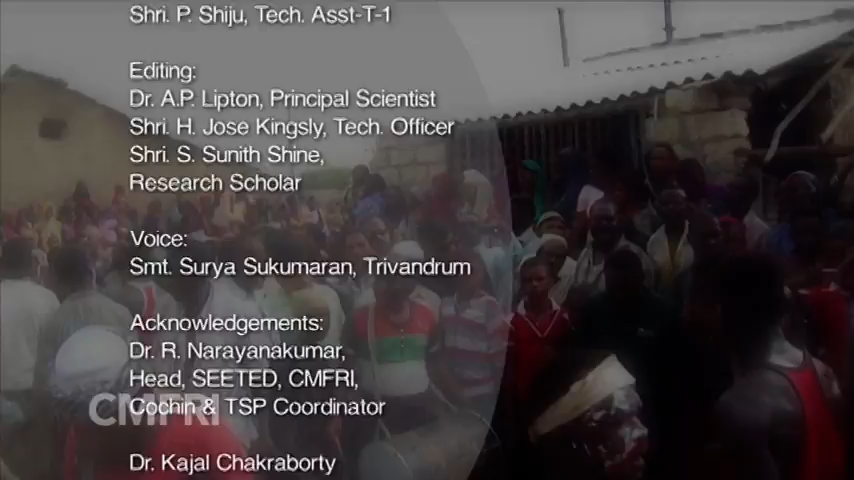 Shri. P. Shiju, Tech. Asst-T-1
Editing:
Dr. A.P. Lipton, Principal Scientist
Shri. H. Jose Kingsly, Tech. Officer
Shri. S. Sunith Shine,
Research Scholar
Voice:
Smt. Surya Sukumaran, Trivandrum
Acknowledgements:
Dr. R. Narayanakumar,
Head, SEETED, CMFRI,
Cochin & TSP Coordinator
CMFRI
Dr. Kajal Chakraborty